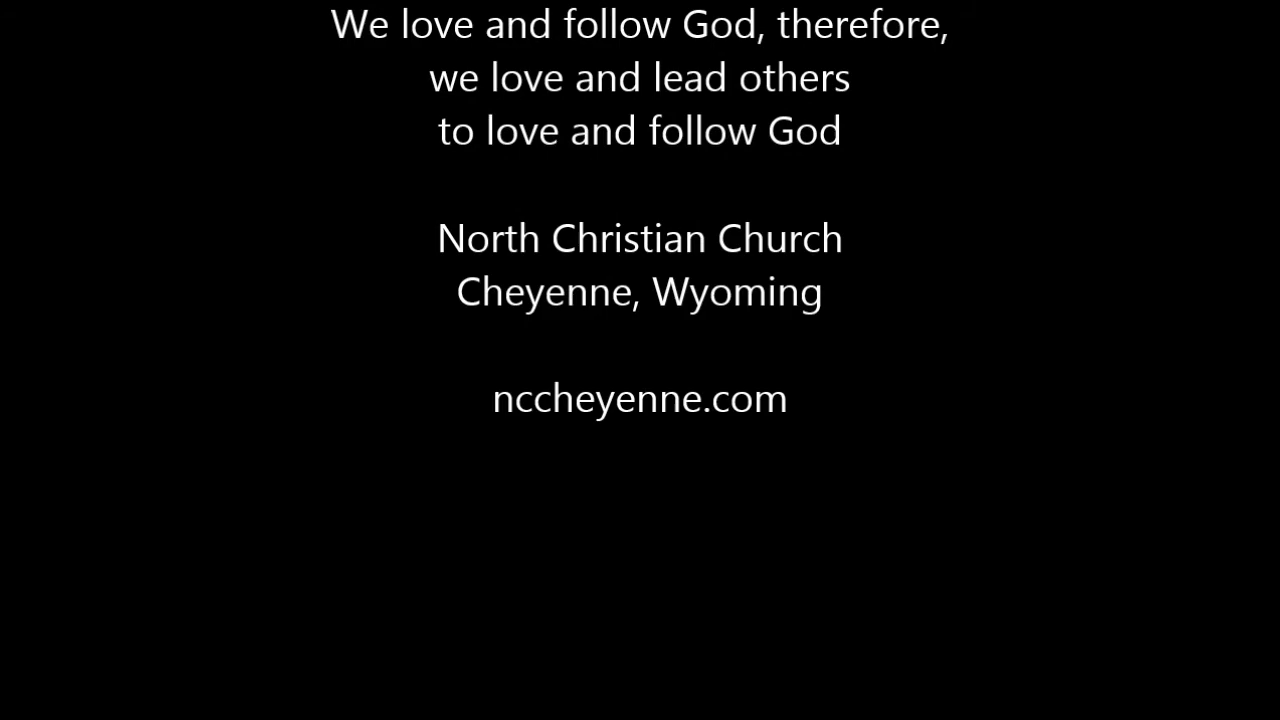 We love and follow God, therefore,
we love and lead others
to love and follow God
North Christian Church
Cheyenne, Wyoming
nccheyenne.com